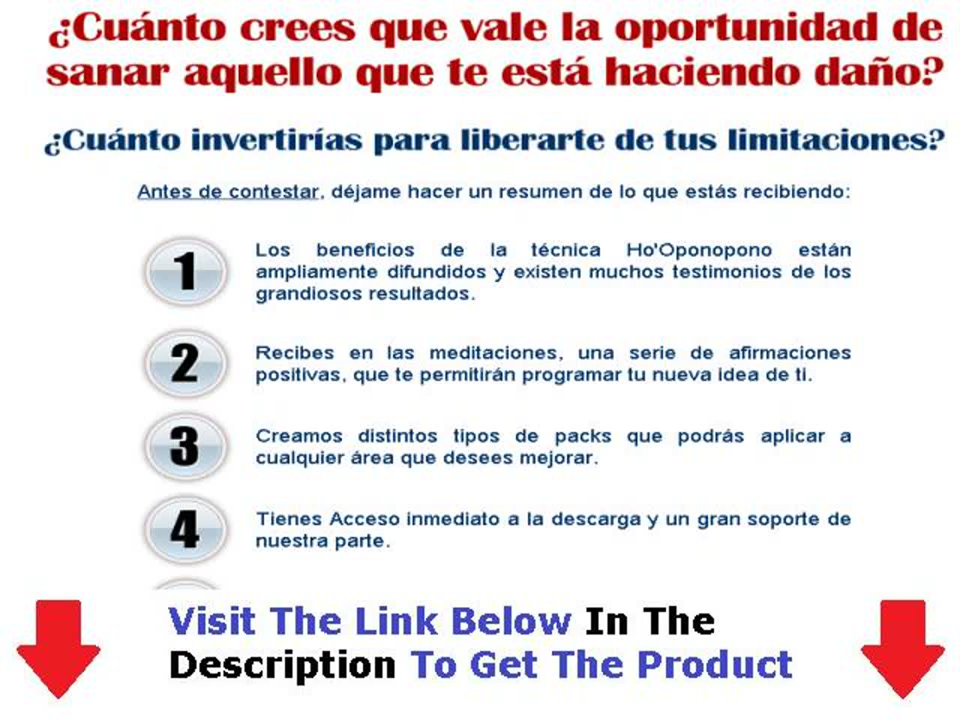 ¿Cuánto crees que vale la oportunidad de
sanar aquello que te está haciendo daño?
¿Cuánto invertirías para liberarte de tus limitaciones?
Antes de contestar, déjame hacer un resumen de lo que estás recibiendo:
1
Los beneficios de la técnica Ho'Oponopono están
ampliamente difundidos y existen muchos testimonios de los
grandiosos resultados.
2
Recibes en las meditaciones, una serie de afirmaciones
positivas, que te permitirán programar tu nueva idea de ti.
3
Creamos distintos tipos de packs que podrás aplicar a
cualquier área que desees mejorar.
4
Tienes Acceso inmediato a la descarga y un gran soporte de
nuestra parte.
Visit The Link Below In The
Description To Get The Product